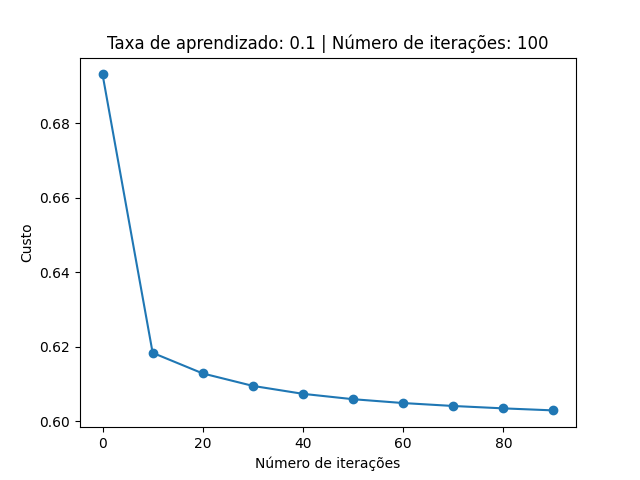 Taxa de aprendizado: 0.1 | Número de iterações: 100
0.68
0.66
0.64
0.62
0.60
Custo
0 20 40 60 80
Número de iterações